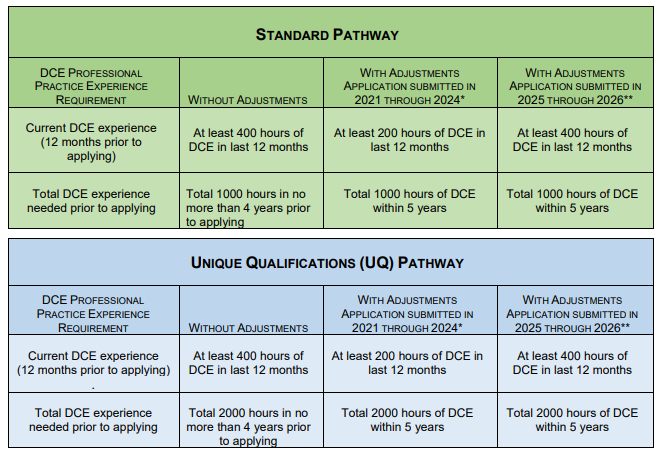 STANDARD PATHWAY
DCE PROFESSIONAL
PRACTICE EXPERIENCE
REQUIREMENT
WITHOUT ADJUSTMENTS
WITH ADJUSTMENTS
APPLICATION SUBMITTED IN
2021 THROUGH 2024*
WITH ADJUSTMENTS
APPLICATION SUBMITTED IN
2025 THROUGH 2026**
Current DCE experience
(12 months prior to
applying)
At least 400 hours of
DCE in last 12 months
At least 200 hours of DCE in
last 12 months
At least 400 hours of
DCE in last 12 months
Total DCE experience
needed prior to applying
Total 1000 hours in no
more than 4 years prior
to applying
Total 1000 hours of DCE
within 5 years
Total 1000 hours of DCE
within 5 years
UNIQUE QUALIFICATIONS (UQ) PATHWAY
DCE PROFESSIONAL
PRACTICE EXPERIENCE
REQUIREMENT
WITHOUT ADJUSTMENTS
WITH ADJUSTMENTS
APPLICATION SUBMITTED IN
2021 THROUGH 2024*
WITH ADJUSTMENTS
APPLICATION SUBMITTED IN
2025 THROUGH 2026**
Current DCE experience
(12 months prior to applying)
.
At least 400 hours of
DCE in last 12 months
At least 200 hours of DCE in
last 12 months
At least 400 hours of
DCE in last 12 months
Total DCE experience
needed prior to applying
Total 2000 hours in no
more than 4 years prior
to applying
Total 2000 hours of DCE
within 5 years
Total 2000 hours of DCE
within 5 years